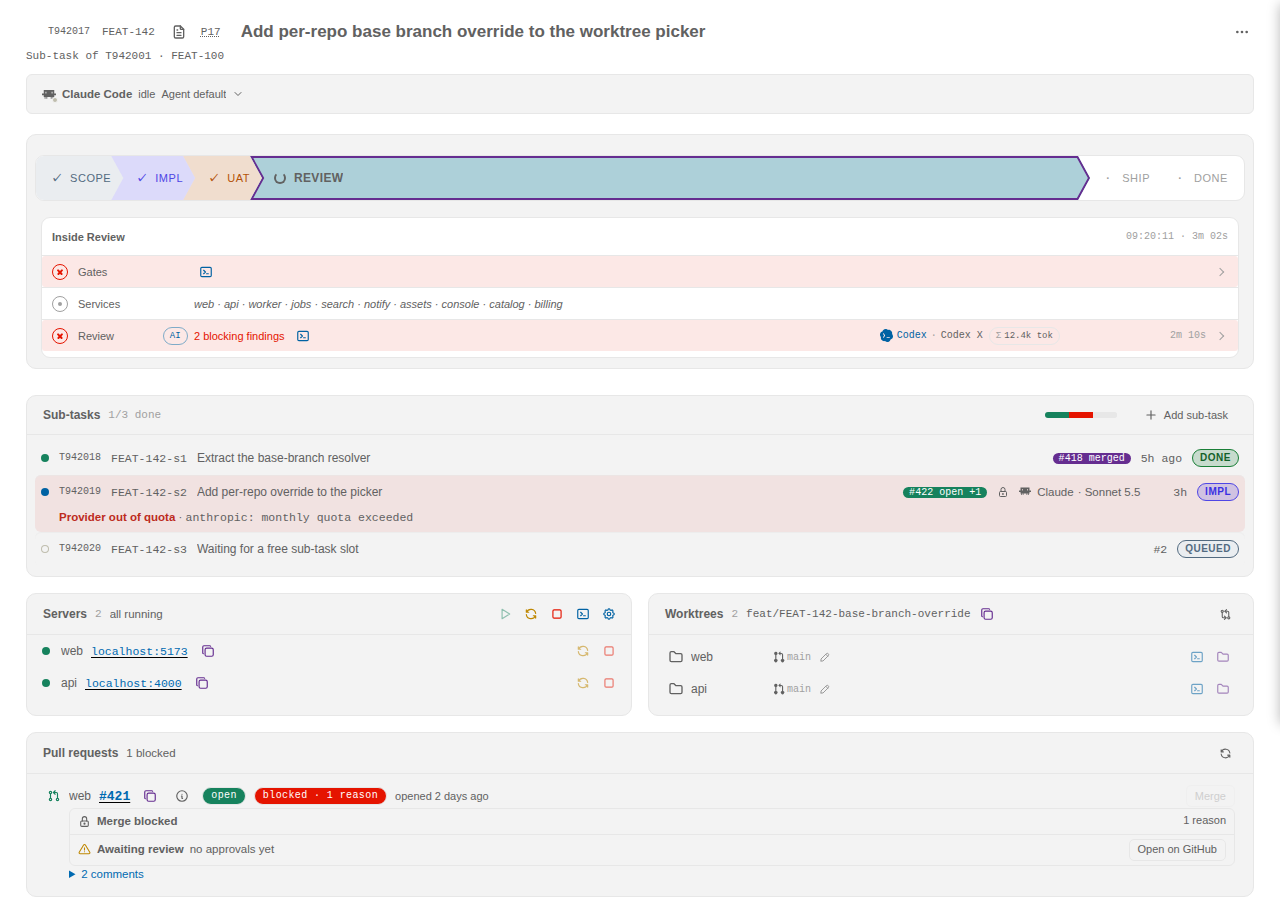 T942017 FEAT-142 P17 Add per-repo base branch override to the worktree picker
Sub-task of T942001 · FEAT-100
Claude Code idle Agent default
SCOPE IMPL UAT REVIEW SHIP DONE
Inside Review 09:20:11 · 3m 02s
Gates
Services web · api · worker · jobs · search · notify · assets · console · catalog · billing
Review AI 2 blocking findings Codex · Codex X Σ 12.4k tok 2m 10s
Sub-tasks 1/3 done Add sub-task
T942018 FEAT-142-s1 Extract the base-branch resolver #418 merged 5h ago DONE
T942019 FEAT-142-s2 Add per-repo override to the picker #422 open +1 Claude · Sonnet 5.5 3h IMPL
Provider out of quota · anthropic: monthly quota exceeded
T942020 FEAT-142-s3 Waiting for a free sub-task slot #2 QUEUED
Servers 2 all running
web localhost:5173
api localhost:4000
Worktrees 2 feat/FEAT-142-base-branch-override
web main
api main
Pull requests 1 blocked
web #421 open blocked · 1 reason opened 2 days ago Merge
Merge blocked 1 reason
Awaiting review no approvals yet Open on GitHub
2 comments